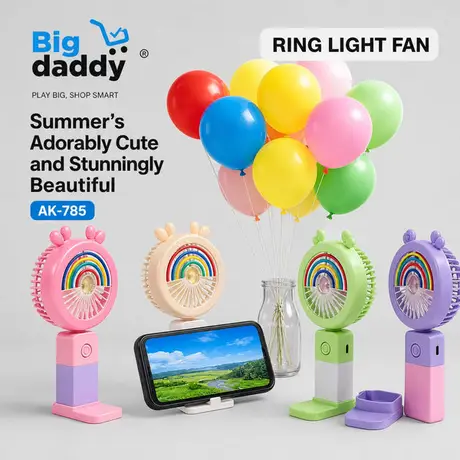 Big
daddy®
PLAY BIG, SHOP SMART
RING LIGHT FAN
Summer's
Adorably Cute
and Stunningly
Beautiful
AK-785